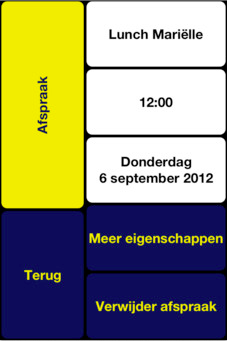 Afspraak
Lunch Mariëlle
12:00
Donderdag
6 september 2012
Terug
Meer eigenschappen
Verwijder afspraak